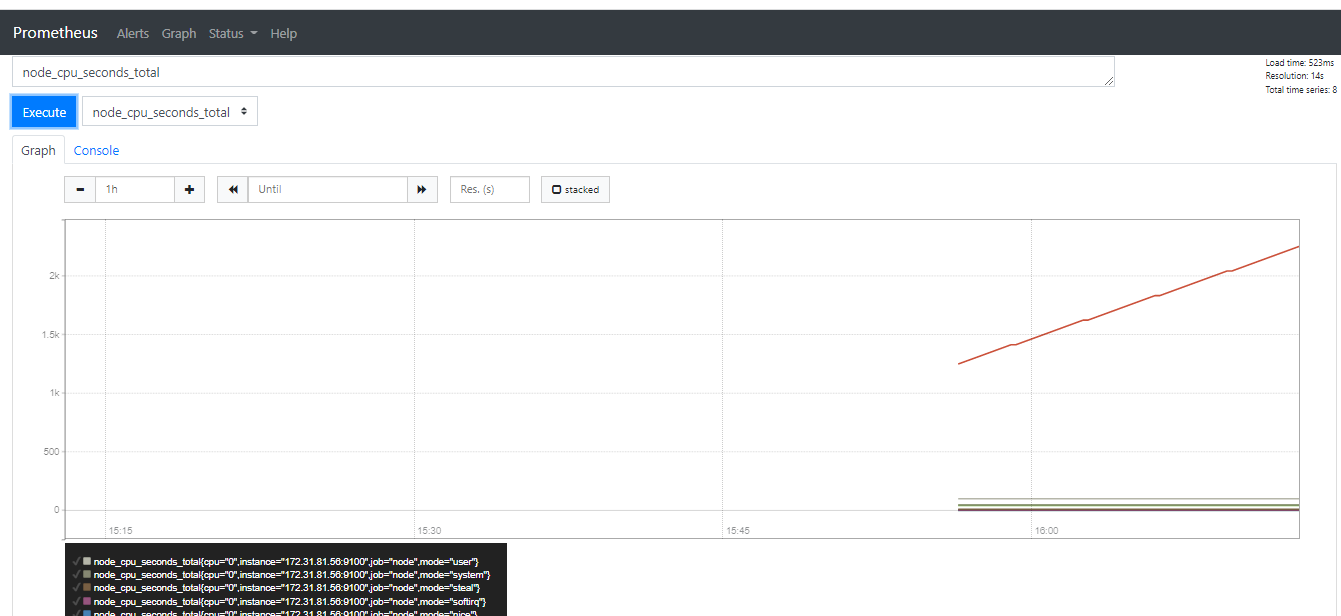 Prometheus Alerts Graph Status Help
node_cpu_seconds_total
Load time: 523ms
Resolution: 14s
Total time series: 8
Execute node_cpu_seconds_total
Graph Console
1h Until Res. (s) stacked
2k
1.5k
1k
500
0
15:15 15:30 15:45 16:00
node_cpu_seconds_total{cpu="0",instance="172.31.81.56:9100",job="node",mode="user"}
node_cpu_seconds_total{cpu="0",instance="172.31.81.56:9100",job="node",mode="system"}
node_cpu_seconds_total{cpu="0",instance="172.31.81.56:9100",job="node",mode="steal"}
node_cpu_seconds_total{cpu="0",instance="172.31.81.56:9100",job="node",mode="softirq"}
node_cpu_seconds_total{cpu="0",instance="172.31.81.56:9100",job="node",mode="nice"}